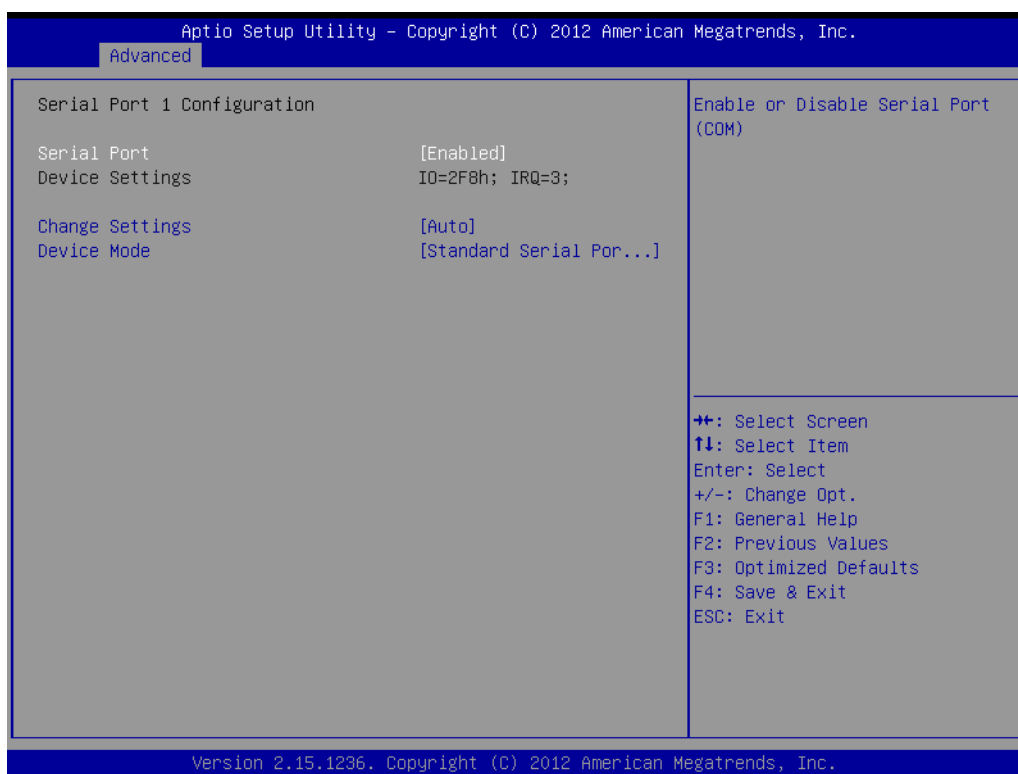 Aptio Setup Utility – Copyright (C) 2012 American Megatrends, Inc.
Advanced
Serial Port 1 Configuration
Serial Port [Enabled]
Device Settings IO=2F8h; IRQ=3;
Change Settings [Auto]
Device Mode [Standard Serial Por...]
Enable or Disable Serial Port
(COM)
→←: Select Screen
↑↓: Select Item
Enter: Select
+/-: Change Opt.
F1: General Help
F2: Previous Values
F3: Optimized Defaults
F4: Save & Exit
ESC: Exit
Version 2.15.1236. Copyright (C) 2012 American Megatrends, Inc.